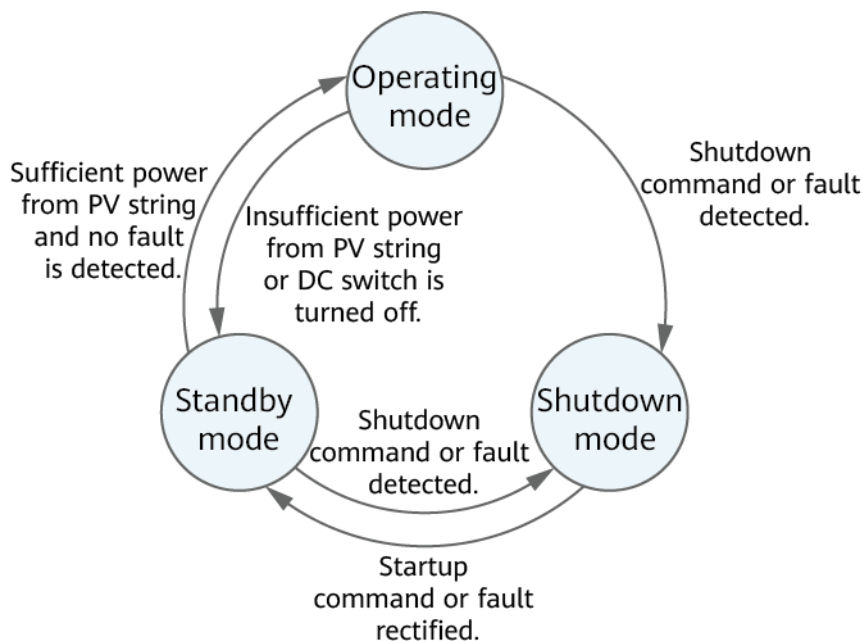 Operating
mode
Shutdown
command or fault
detected.
Sufficient power
from PV string
and no fault
is detected.
Insufficient power
from PV string
or DC switch is
turned off.
Standby
mode
Shutdown
command or fault
detected.
Shutdown
mode
Startup
command or fault
rectified.